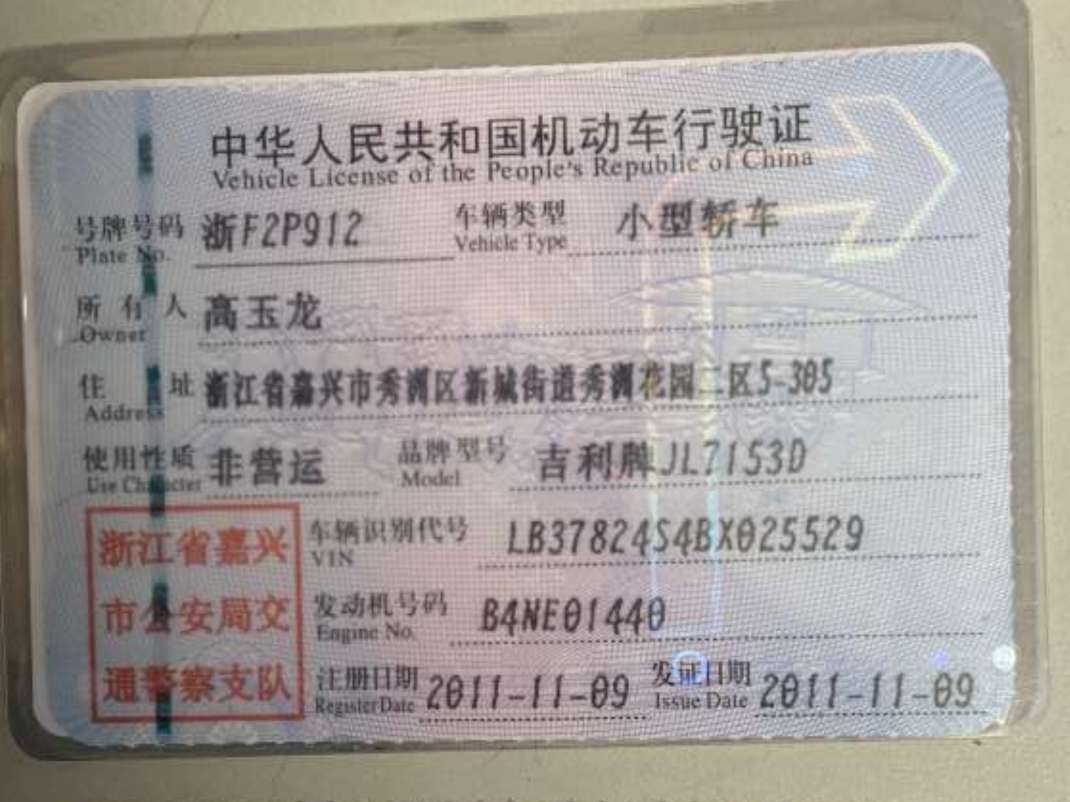 中华人民共和国机动车行驶证
Vehicle License of the People's Republic of China
号牌号码 浙F2P912 车辆类型 小型轿车
Plate No. Vehicle Type
所有人 高玉龙
Owner
住址 浙江省嘉兴市秀洲区新城街道秀洲花园二区5-305
Address
使用性质 非营运 品牌型号 吉利牌JL7153D
Use Character Model
浙江省嘉兴 车辆识别代号 LB37824S4BX025529
VIN
市公安局交 发动机号码 B4NE01440
Engine No.
通警察支队 注册日期 2011-11-09 发证日期 2011-11-09
Register Date Issue Date